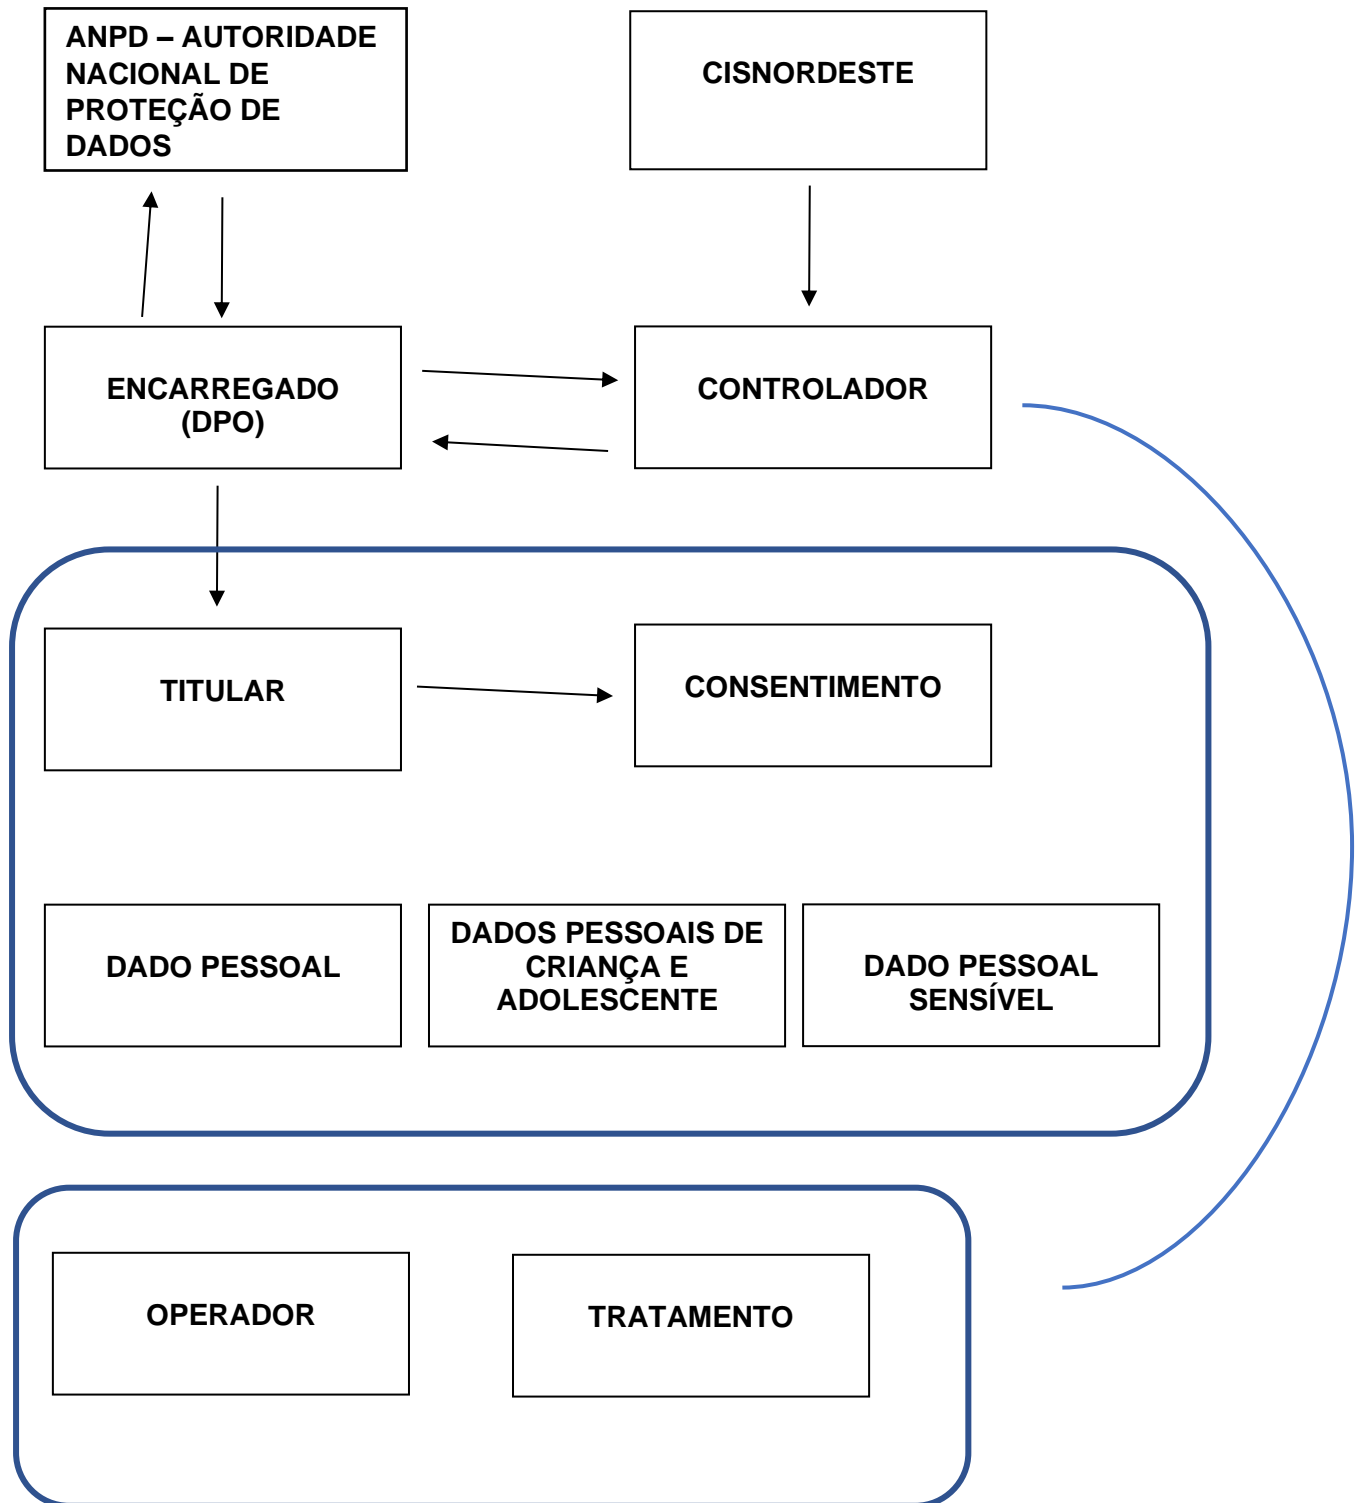 ANPD – AUTORIDADE
NACIONAL DE
PROTEÇÃO DE
DADOS
CISNORDESTE
ENCARREGADO
(DPO)
CONTROLADOR
TITULAR
CONSENTIMENTO
DADO PESSOAL
DADOS PESSOAIS DE
CRIANÇA E
ADOLESCENTE
DADO PESSOAL
SENSÍVEL
OPERADOR
TRATAMENTO